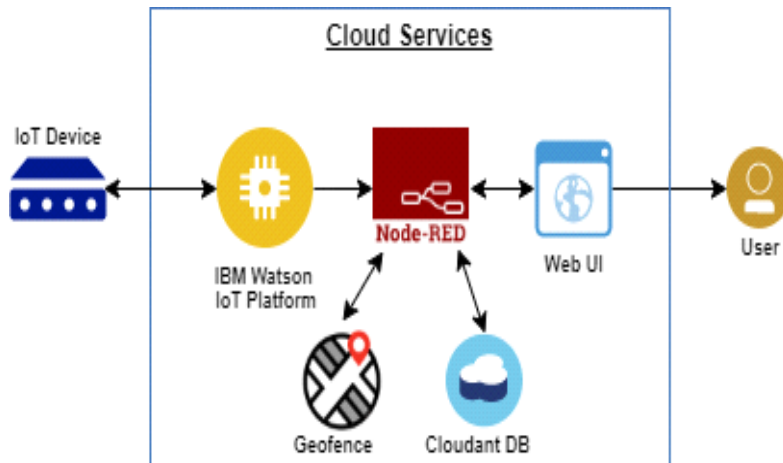 Cloud Services
IoT Device
Node-RED
IBM Watson
IoT Platform
Web UI
User
Geofence
Cloudant DB